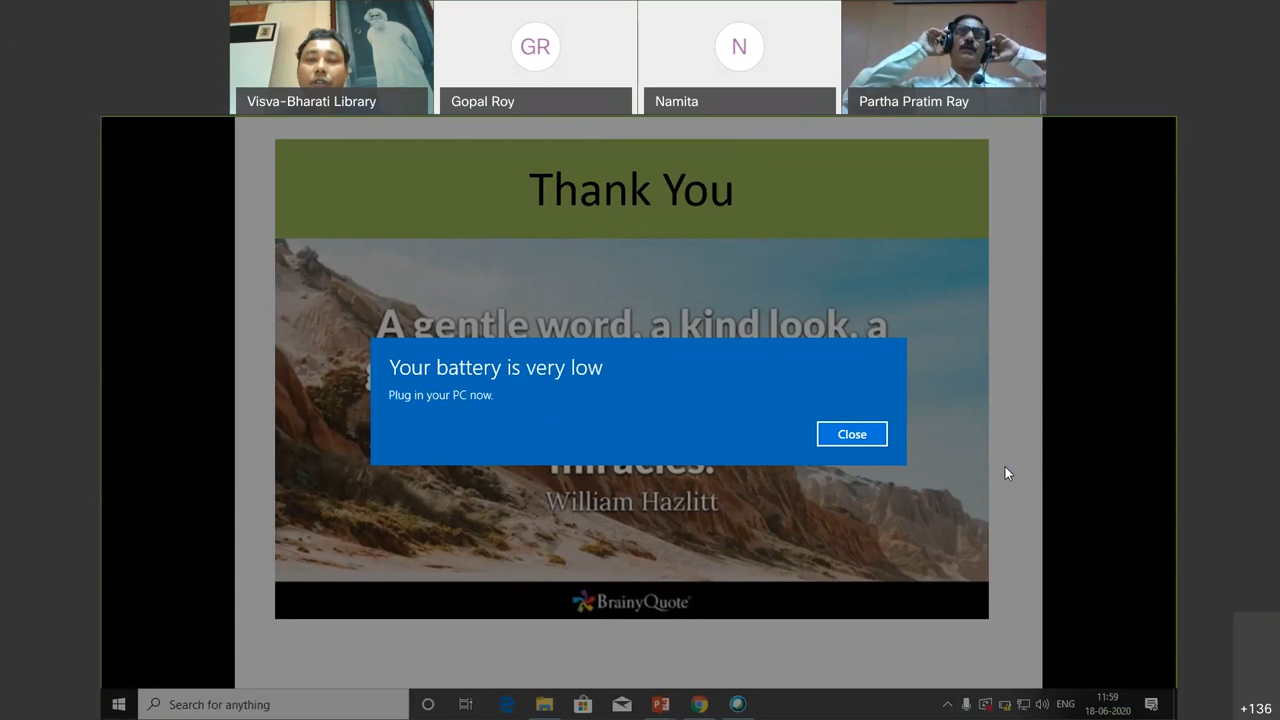 GR
N
Visva-Bharati Library
Gopal Roy
Namita
Partha Pratim Ray
Thank You
A gentle word, a kind look, a
Your battery is very low
Plug in your PC now.
Close
miracles.
William Hazlitt
BrainyQuote
Search for anything
ENG
11:59
18-06-2020
+136